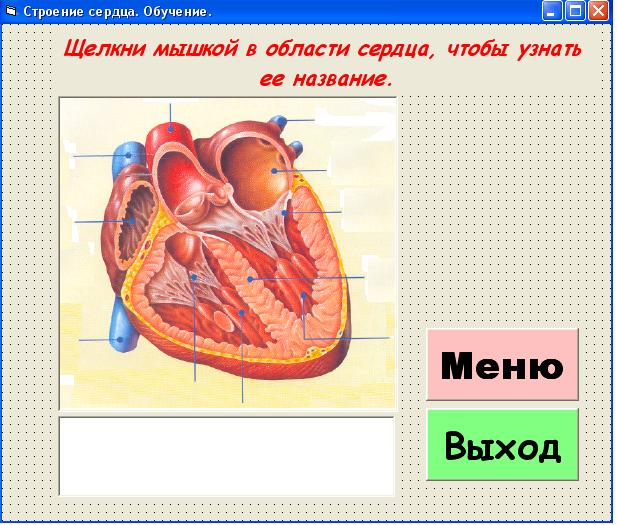 Строение сердца. Обучение.
Щелкни мышкой в области сердца, чтобы узнать
ее название.
Меню
Выход